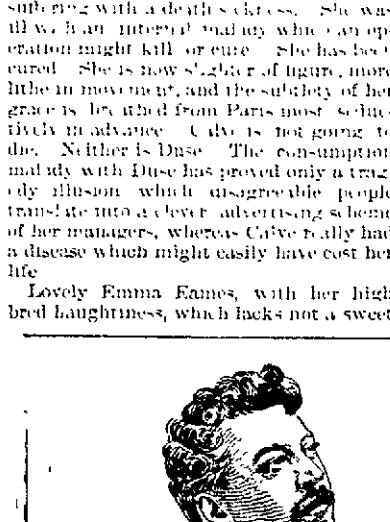 suffering with a death sickness. She was
ill with an internal malady which an op-
eration might kill or cure. She has been
cured. She is now slighter of figure, more
lithe in movement, and the subtlety of her
grace is breathed from Paris most seduc-
tively in advance. Calve is not going to
die. Neither is Duse. The consumption
malady with Duse has proved only a trag-
edy illusion which disagreeable people
translate into a clever advertising scheme
of her managers, whereas Calve really had
a disease which might easily have cost her
life
Lovely Emma Eames, with her high
bred haughtiness, which lacks not a sweet